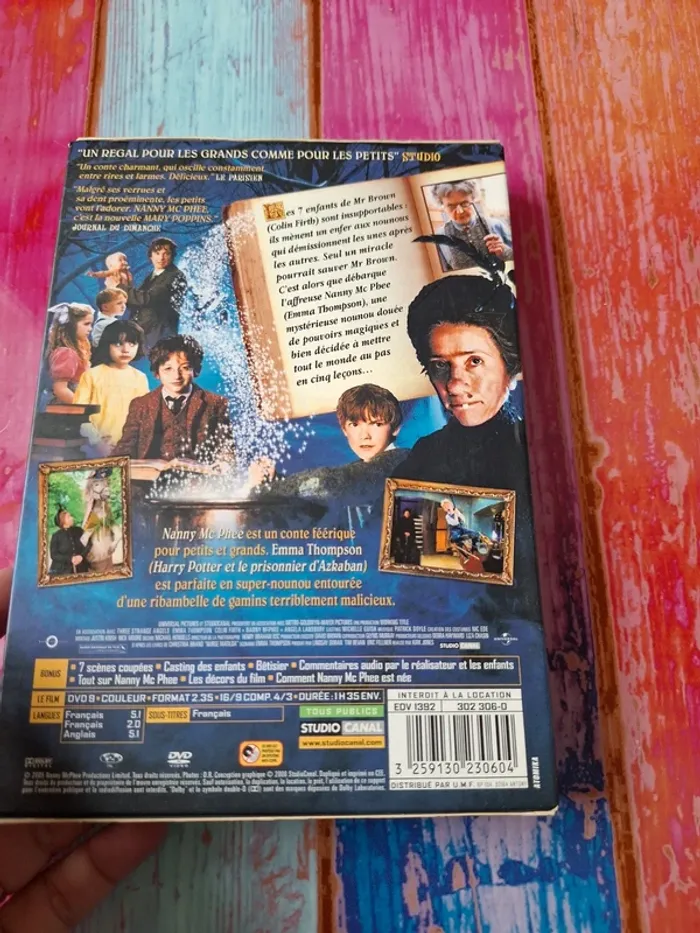 "UN REGAL POUR LES GRANDS COMME POUR LES PETITS" STUDIO
"Un conte charmant, qui oscille constamment
entre rires et larmes. Délicieux." LE PARISIEN
"Malgré ses verrues et
sa dent proéminente, les petits
vont l'adorer. NANNY MC PHEE,
c'est la nouvelle MARY POPPINS."
JOURNAL DU DIMANCHE
Les 7 enfants de Mr Brown
(Colin Firth) sont insupportables :
ils mènent un enfer aux nounous
qui démissionnent les unes après
les autres. Seul un miracle
pourrait sauver Mr Brown.
C'est alors que débarque
l'affreuse Nanny Mc Phee
(Emma Thompson), une
mystérieuse nounou douée
de pouvoirs magiques et
bien décidée à mettre
tout le monde au pas
en cinq leçons...
Nanny Mc Phee est un conte féérique
pour petits et grands. Emma Thompson
(Harry Potter et le prisonnier d'Azkaban)
est parfaite en super-nounou entourée
d'une ribambelle de gamins terriblement malicieux.
UNIVERSAL
STUDIO CANAL
BONUS • 7 scènes coupées • Casting des enfants • Bêtisier • Commentaires audio par le réalisateur et les enfants
• Tout sur Nanny Mc Phee • Les décors du film • Comment Nanny Mc Phee est née
LE FILM DVD 9 • COULEUR • FORMAT 2.35 • 16/9 COMP. 4/3 • DURÉE : 1H35 ENV.
LANGUES Français 5.1 SOUS-TITRES Français
Français 2.0
Anglais 5.1
TOUS PUBLICS
STUDIO CANAL
www.studiocanal.com
INTERDIT À LA LOCATION
EDV 1392 302 306-0
3 259130 230604
DISTRIBUÉ PAR U.M.F.
ATOMIKA
DVD
VIDEO